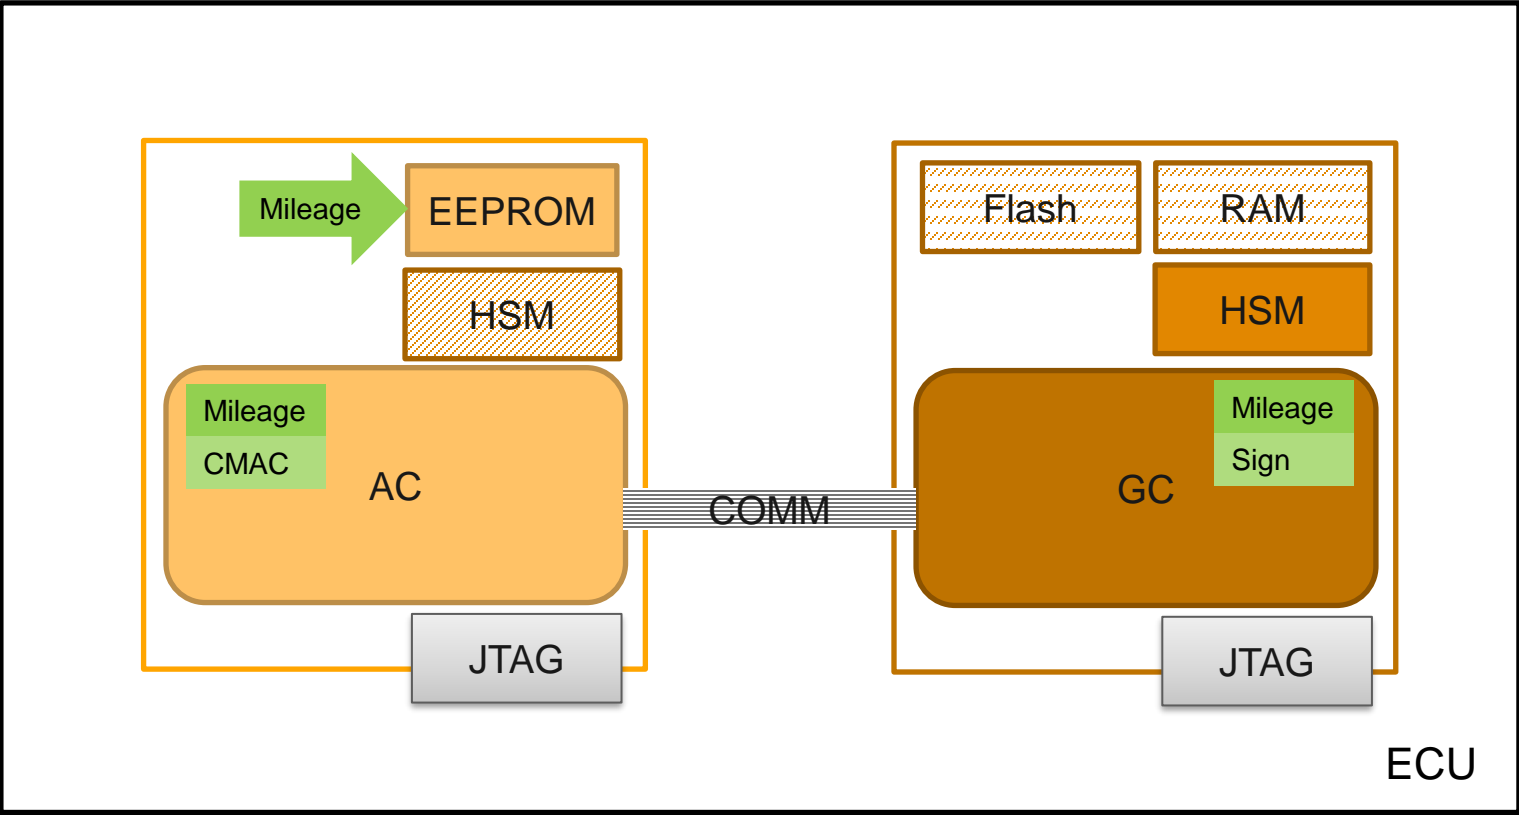 Mileage
EEPROM
HSM
Mileage
CMAC
AC
JTAG
COMM
Flash
RAM
HSM
Mileage
Sign
GC
JTAG
ECU